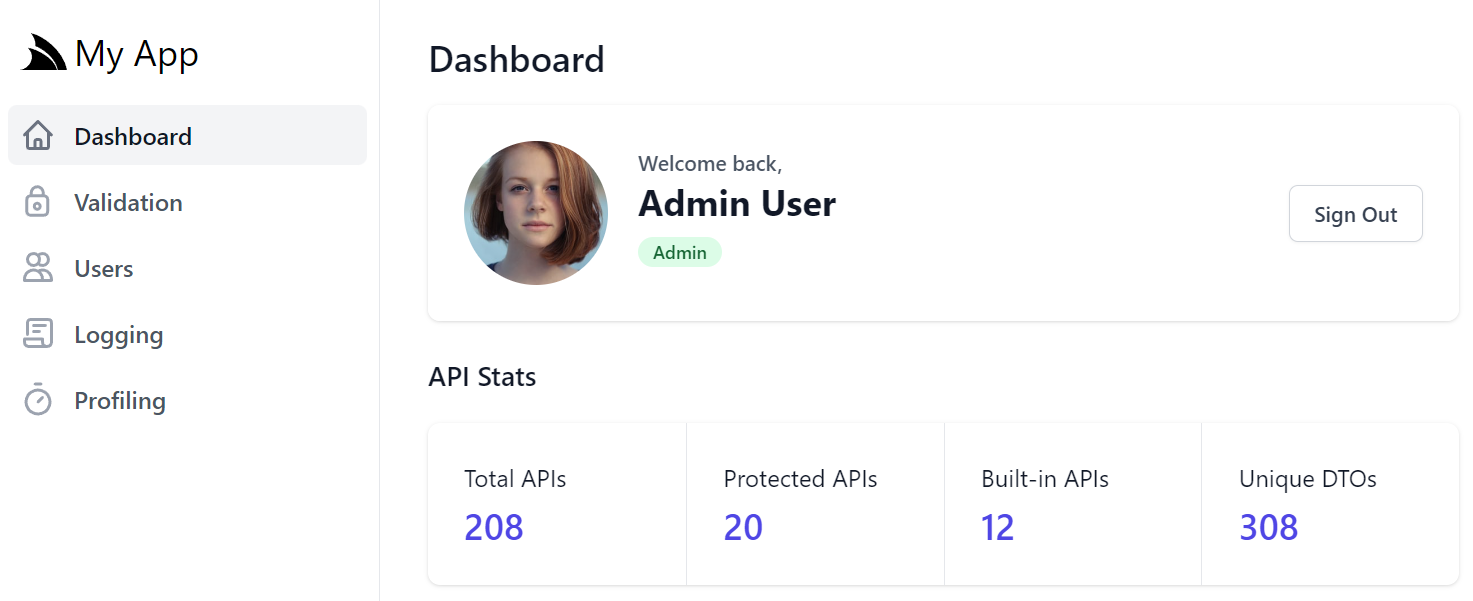 My App
Dashboard
Validation
Users
Logging
Profiling
Dashboard
Welcome back,
Admin User
Admin
Sign Out
API Stats
Total APIs
208
Protected APIs
20
Built-in APIs
12
Unique DTOs
308